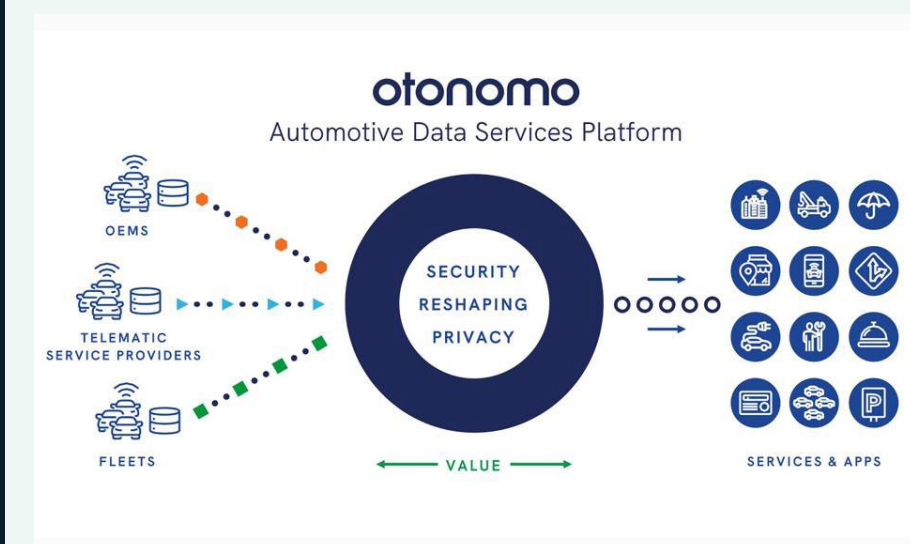 otonomo
Automotive Data Services Platform
OEMS
TELEMATIC
SERVICE PROVIDERS
FLEETS
SECURITY
RESHAPING
PRIVACY
VALUE
P
SERVICES & APPS